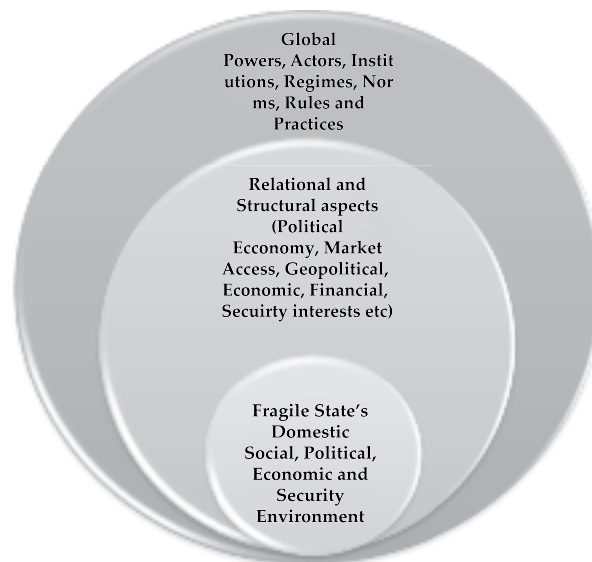 Global
Powers, Actors, Instit
utions, Regimes, Nor
ms, Rules and
Practices
Relational and
Structural aspects
(Political
Ecconomy, Market
Access, Geopolitical,
Economic, Financial,
Secuirty interests etc)
Fragile State’s
Domestic
Social, Political,
Economic and
Security
Environment